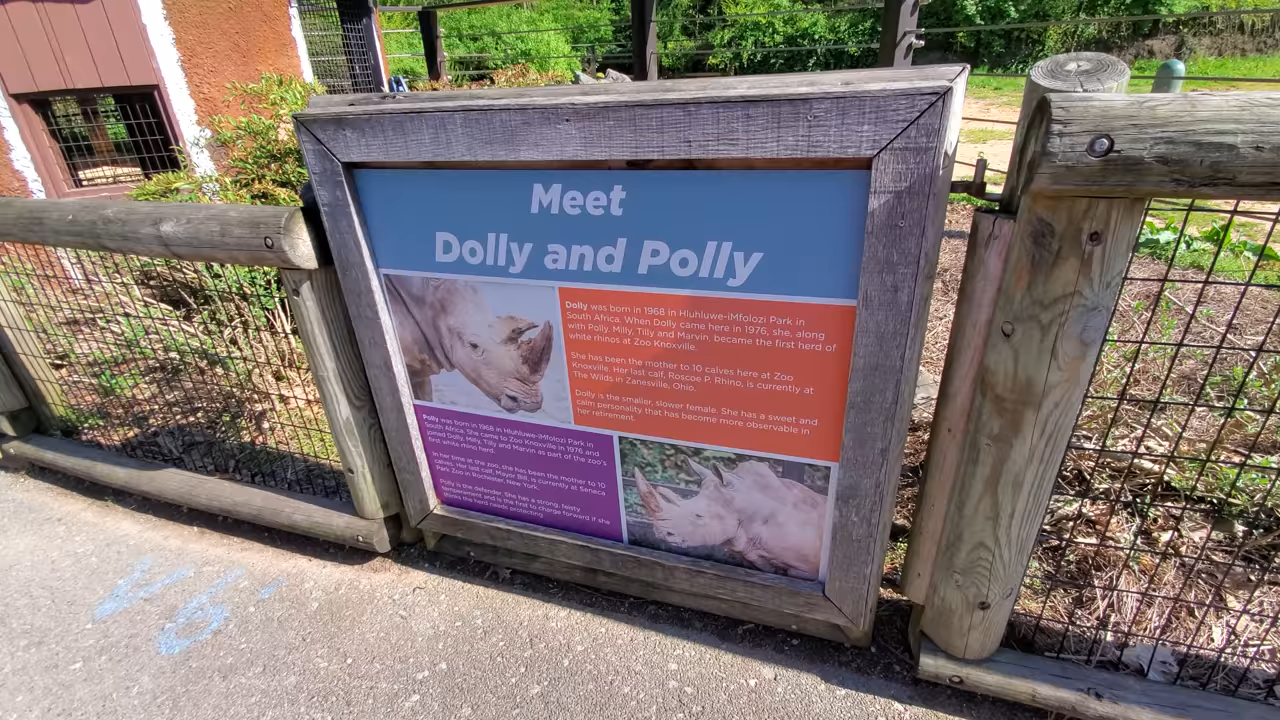 Meet
Dolly and Polly
Dolly was born in 1968 in Hluhluwe-iMfolozi Park in
South Africa. When Dolly came here in 1976, she, along
with Polly, Milly, Tilly and Marvin, became the first herd of
white rhinos at Zoo Knoxville.
She has been the mother to 10 calves here at Zoo
Knoxville. Her last calf, Roscoe P. Rhino, is currently at
The Wilds in Zanesville, Ohio.
Dolly is the smaller, slower female. She has a sweet and
calm personality that has become more observable in
her retirement.
Polly was born in 1968 in Hluhluwe-iMfolozi Park in
South Africa. She came to Zoo Knoxville in 1976 and
joined Dolly, Milly, Tilly and Marvin as part of the zoo's
first white rhino herd.
In her time at the zoo, she has been the mother to 10
calves. Her last calf, Mayor Bill, is currently at Seneca
Park Zoo in Rochester, New York.
Polly is the defender. She has a strong, feisty
temperament and is the first to charge forward if she
thinks the herd needs protecting.